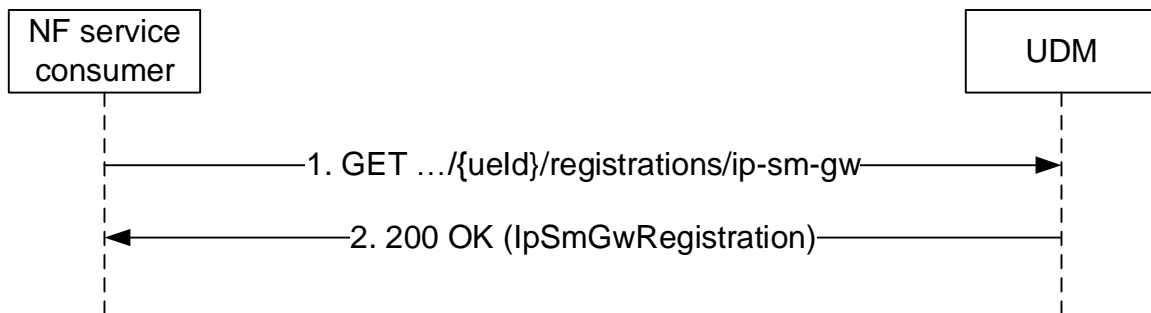 NF service
consumer
UDM
1. GET …/{ueId}/registrations/ip-sm-gw
2. 200 OK (IpSmGwRegistration)